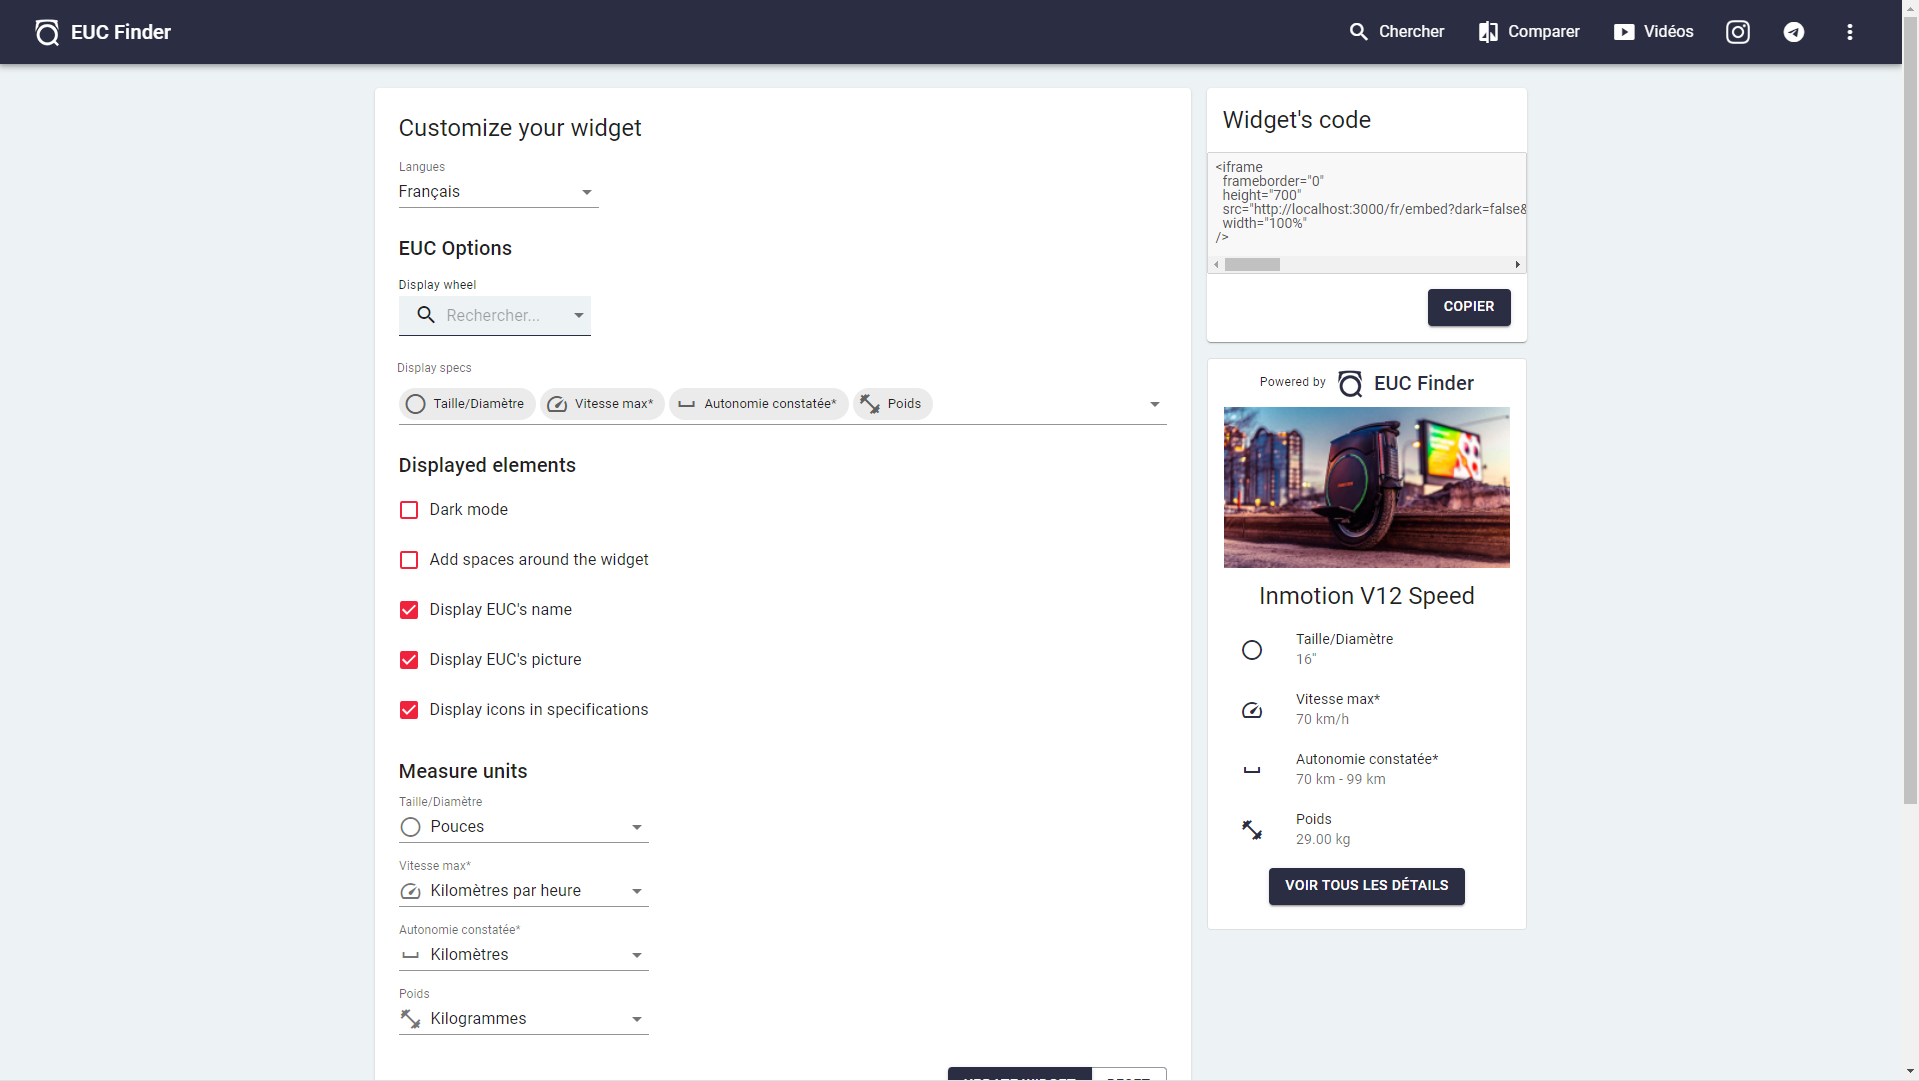 EUC Finder
Chercher
Comparer
Vidéos
Customize your widget
Langues
Français
EUC Options
Display wheel
Rechercher...
Display specs
Taille/Diamètre
Vitesse max*
Autonomie constatée*
Poids
Displayed elements
Dark mode
Add spaces around the widget
Display EUC's name
Display EUC's picture
Display icons in specifications
Measure units
Taille/Diamètre
Pouces
Vitesse max*
Kilomètres par heure
Autonomie constatée*
Kilomètres
Poids
Kilogrammes
Widget's code
<iframe
frameborder="0"
height="700"
src="http://localhost:3000/fr/embed?dark=false&
width="100%"
/>
COPIER
Powered by EUC Finder
Inmotion V12 Speed
Taille/Diamètre
16"
Vitesse max*
70 km/h
Autonomie constatée*
70 km - 99 km
Poids
29.00 kg
VOIR TOUS LES DÉTAILS